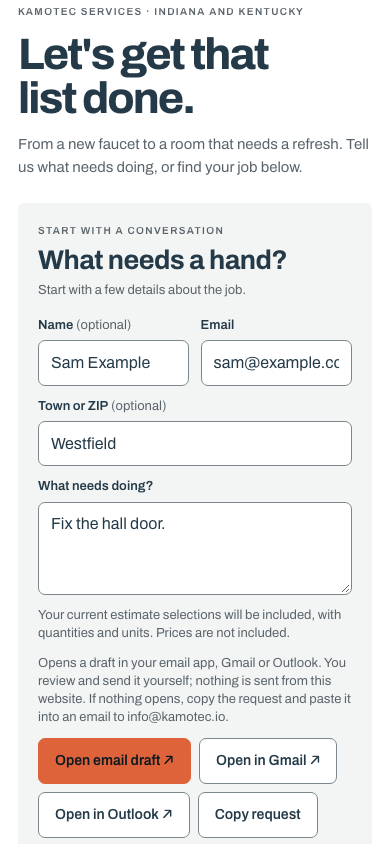 KAMOTEC SERVICES · INDIANA AND KENTUCKY
Let's get that
list done.
From a new faucet to a room that needs a refresh. Tell
us what needs doing, or find your job below.
START WITH A CONVERSATION
What needs a hand?
Start with a few details about the job.
Name (optional)
Email
Sam Example
sam@example.cc
Town or ZIP (optional)
Westfield
What needs doing?
Fix the hall door.
Your current estimate selections will be included, with
quantities and units. Prices are not included.
Opens a draft in your email app, Gmail or Outlook. You
review and send it yourself; nothing is sent from this
website. If nothing opens, copy the request and paste it
into an email to info@kamotec.io.
Open email draft ↗
Open in Gmail ↗
Open in Outlook ↗
Copy request